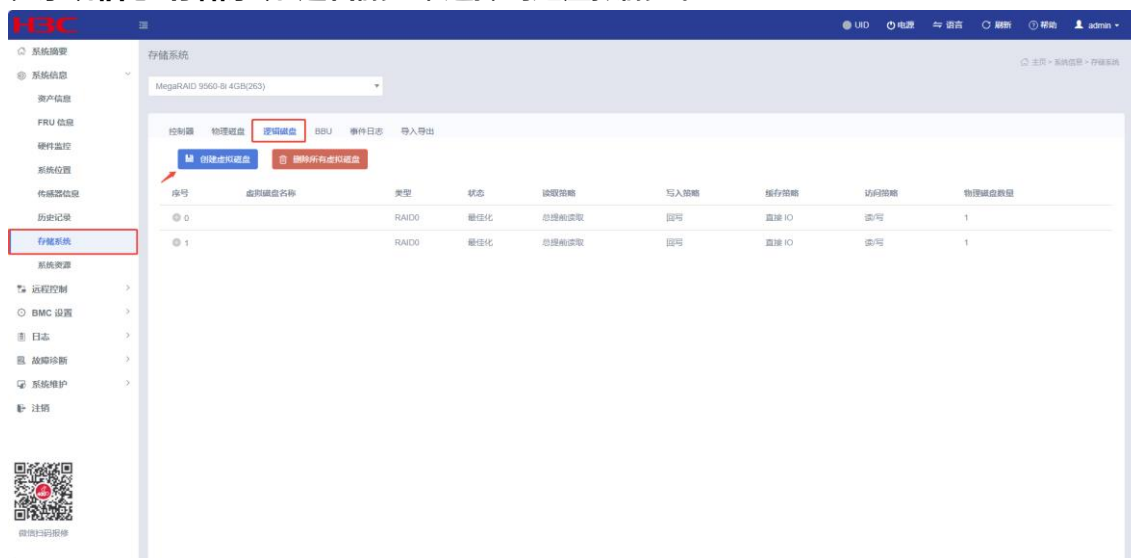 H3C
UID 电源 语言 刷新 帮助 admin
系统摘要
系统信息
资产信息
FRU 信息
硬件监控
系统位置
传感器信息
历史记录
存储系统
系统资源
远程控制
BMC 设置
日志
故障诊断
系统维护
注销
微信扫码报修
存储系统
主页 > 系统信息 > 存储系统
MegaRAID 9560-8i 4GB(263)
控制器 物理磁盘 逻辑磁盘 BBU 事件日志 导入导出
创建虚拟磁盘 删除所有虚拟磁盘
序号 虚拟磁盘名称 类型 状态 读取策略 写入策略 缓存策略 访问策略 物理磁盘数量
0 RAID0 最佳化 总提前读取 回写 直接 IO 读/写 1
1 RAID0 最佳化 总提前读取 回写 直接 IO 读/写 1